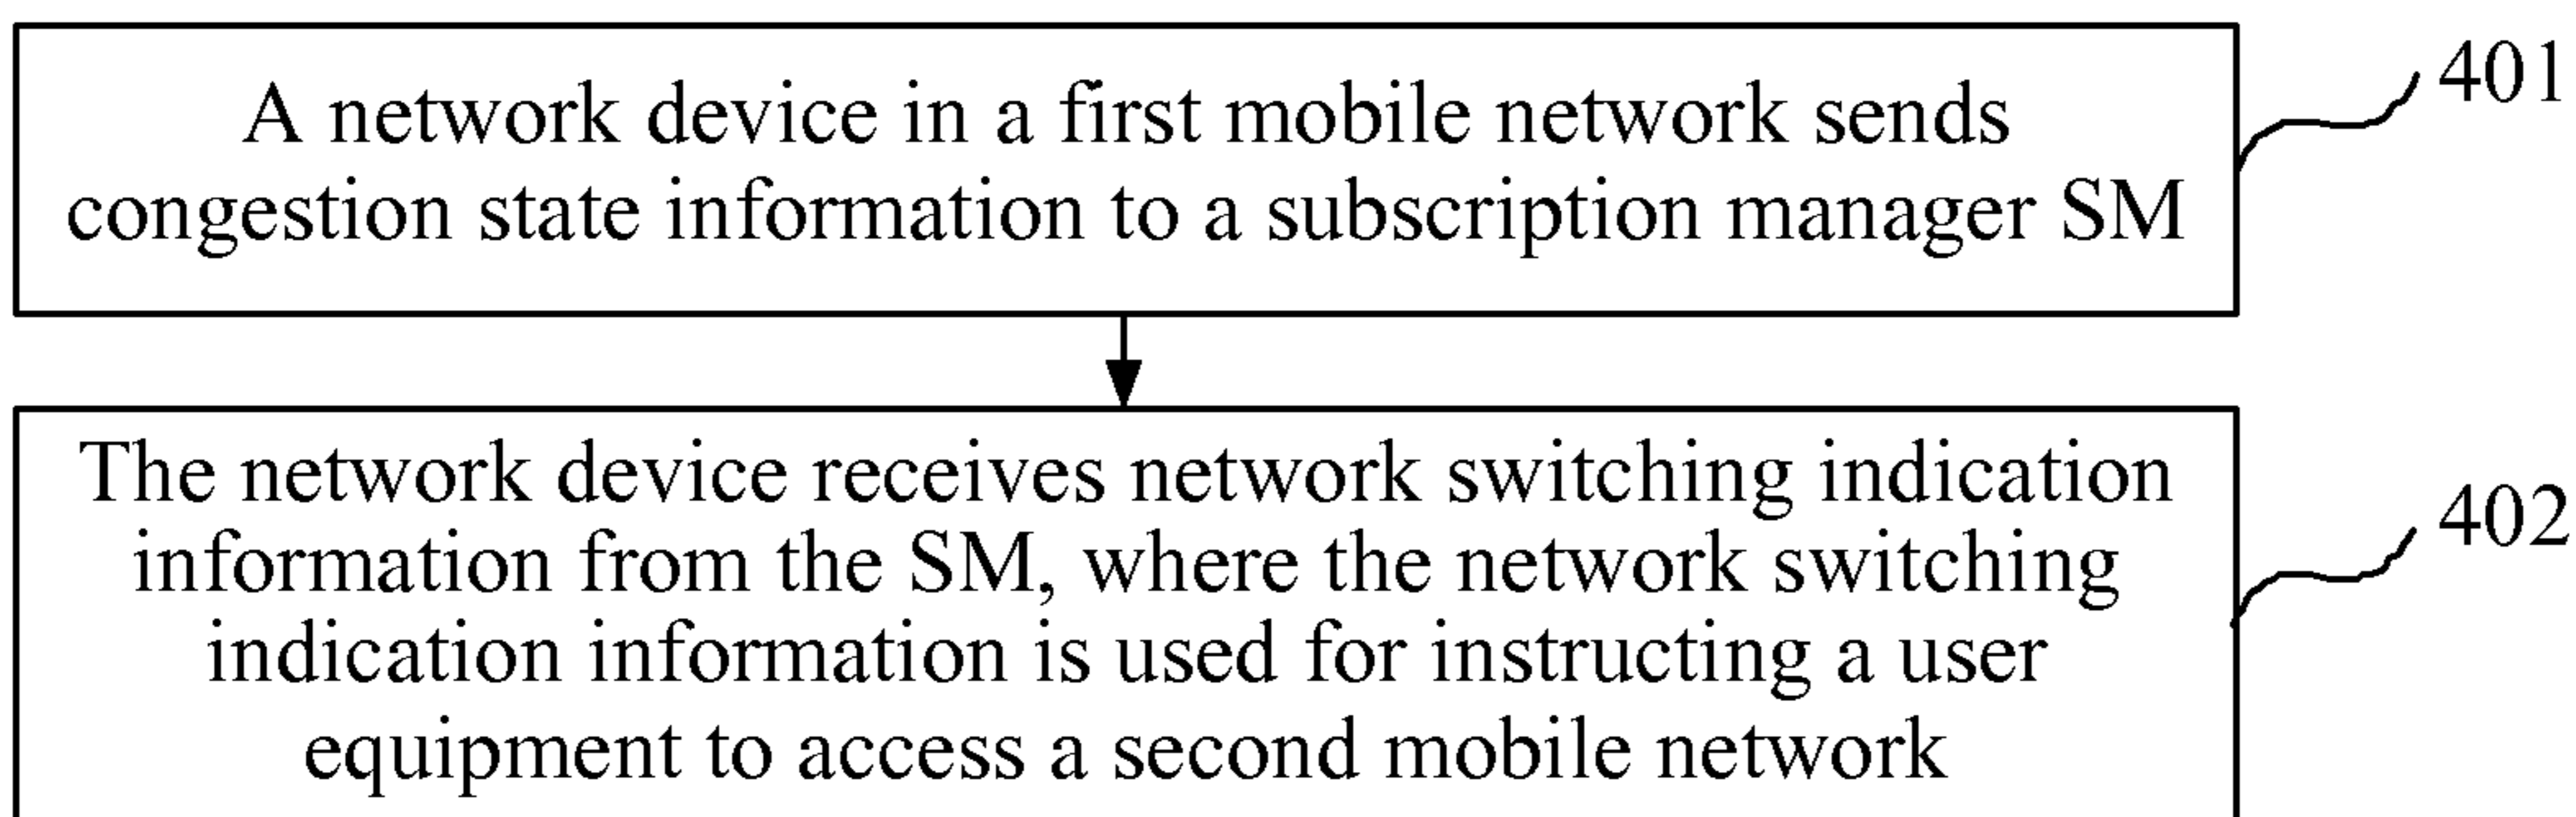 A network device in a first mobile network sends
congestion state information to a subscription manager SM
401
The network device receives network switching indication
information from the SM, where the network switching
indication information is used for instructing a user
equipment to access a second mobile network
402